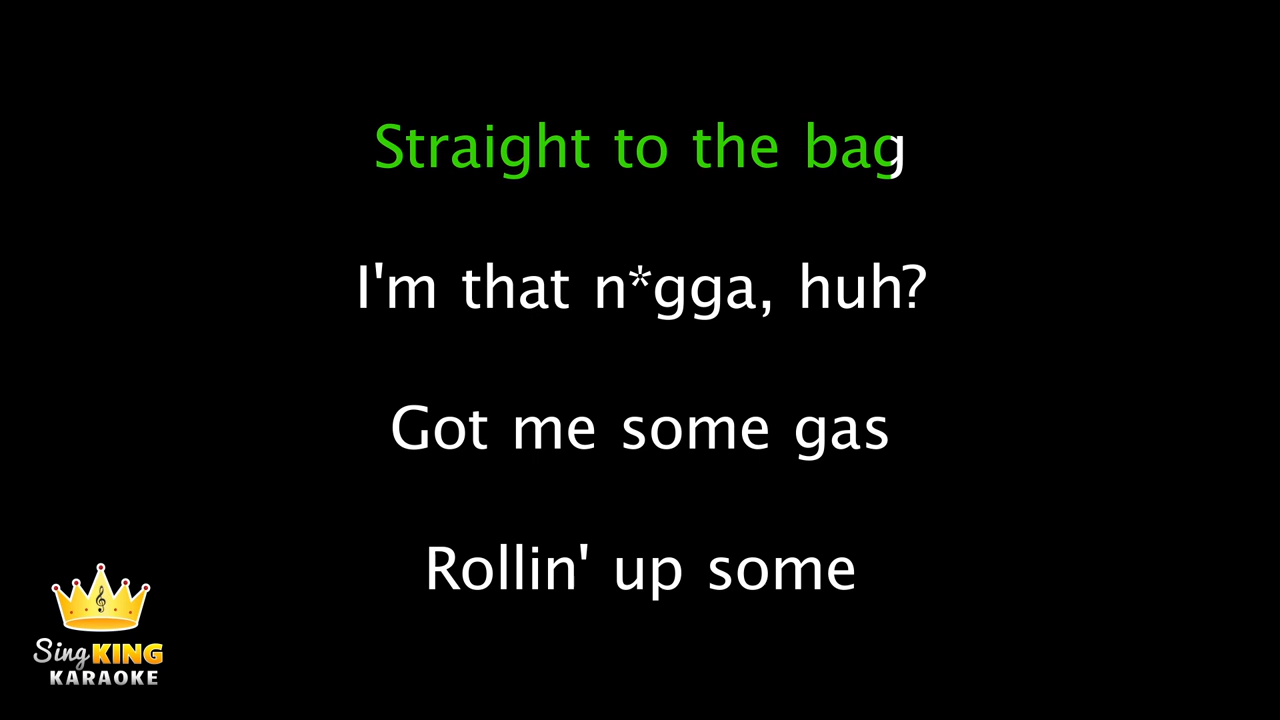 Straight to the bag
I'm that n*gga, huh?
Got me some gas
Rollin' up some
Sing KING
KARAOKE